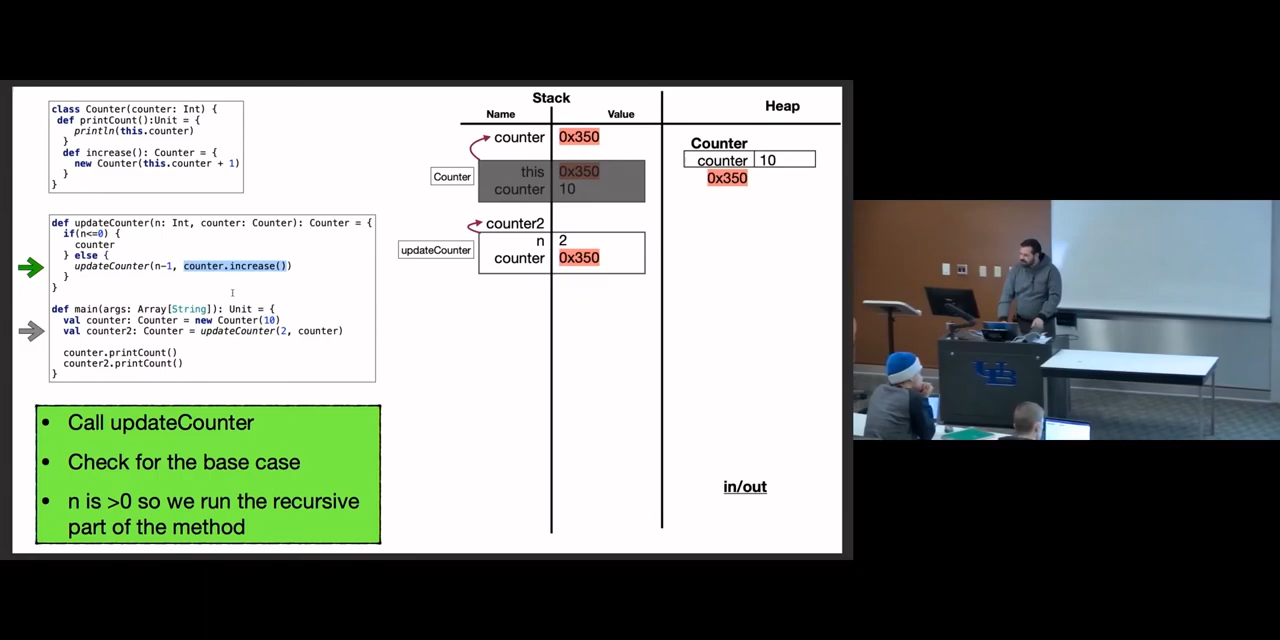 class Counter(counter: Int) {
def printCount():Unit = {
println(this.counter)
}
def increase(): Counter = {
new Counter(this.counter + 1)
}
}
def updateCounter(n: Int, counter: Counter): Counter = {
if(n<=0) {
counter
} else {
updateCounter(n-1, counter.increase())
}
}
def main(args: Array[String]): Unit = {
val counter: Counter = new Counter(10)
val counter2: Counter = updateCounter(2, counter)
counter.printCount()
counter2.printCount()
}
• Call updateCounter
• Check for the base case
• n is >0 so we run the recursive
part of the method
Stack
Name Value
counter 0x350
Counter
this 0x350
counter 10
counter2
updateCounter
n 2
counter 0x350
Heap
Counter
counter 10
0x350
in/out
UB